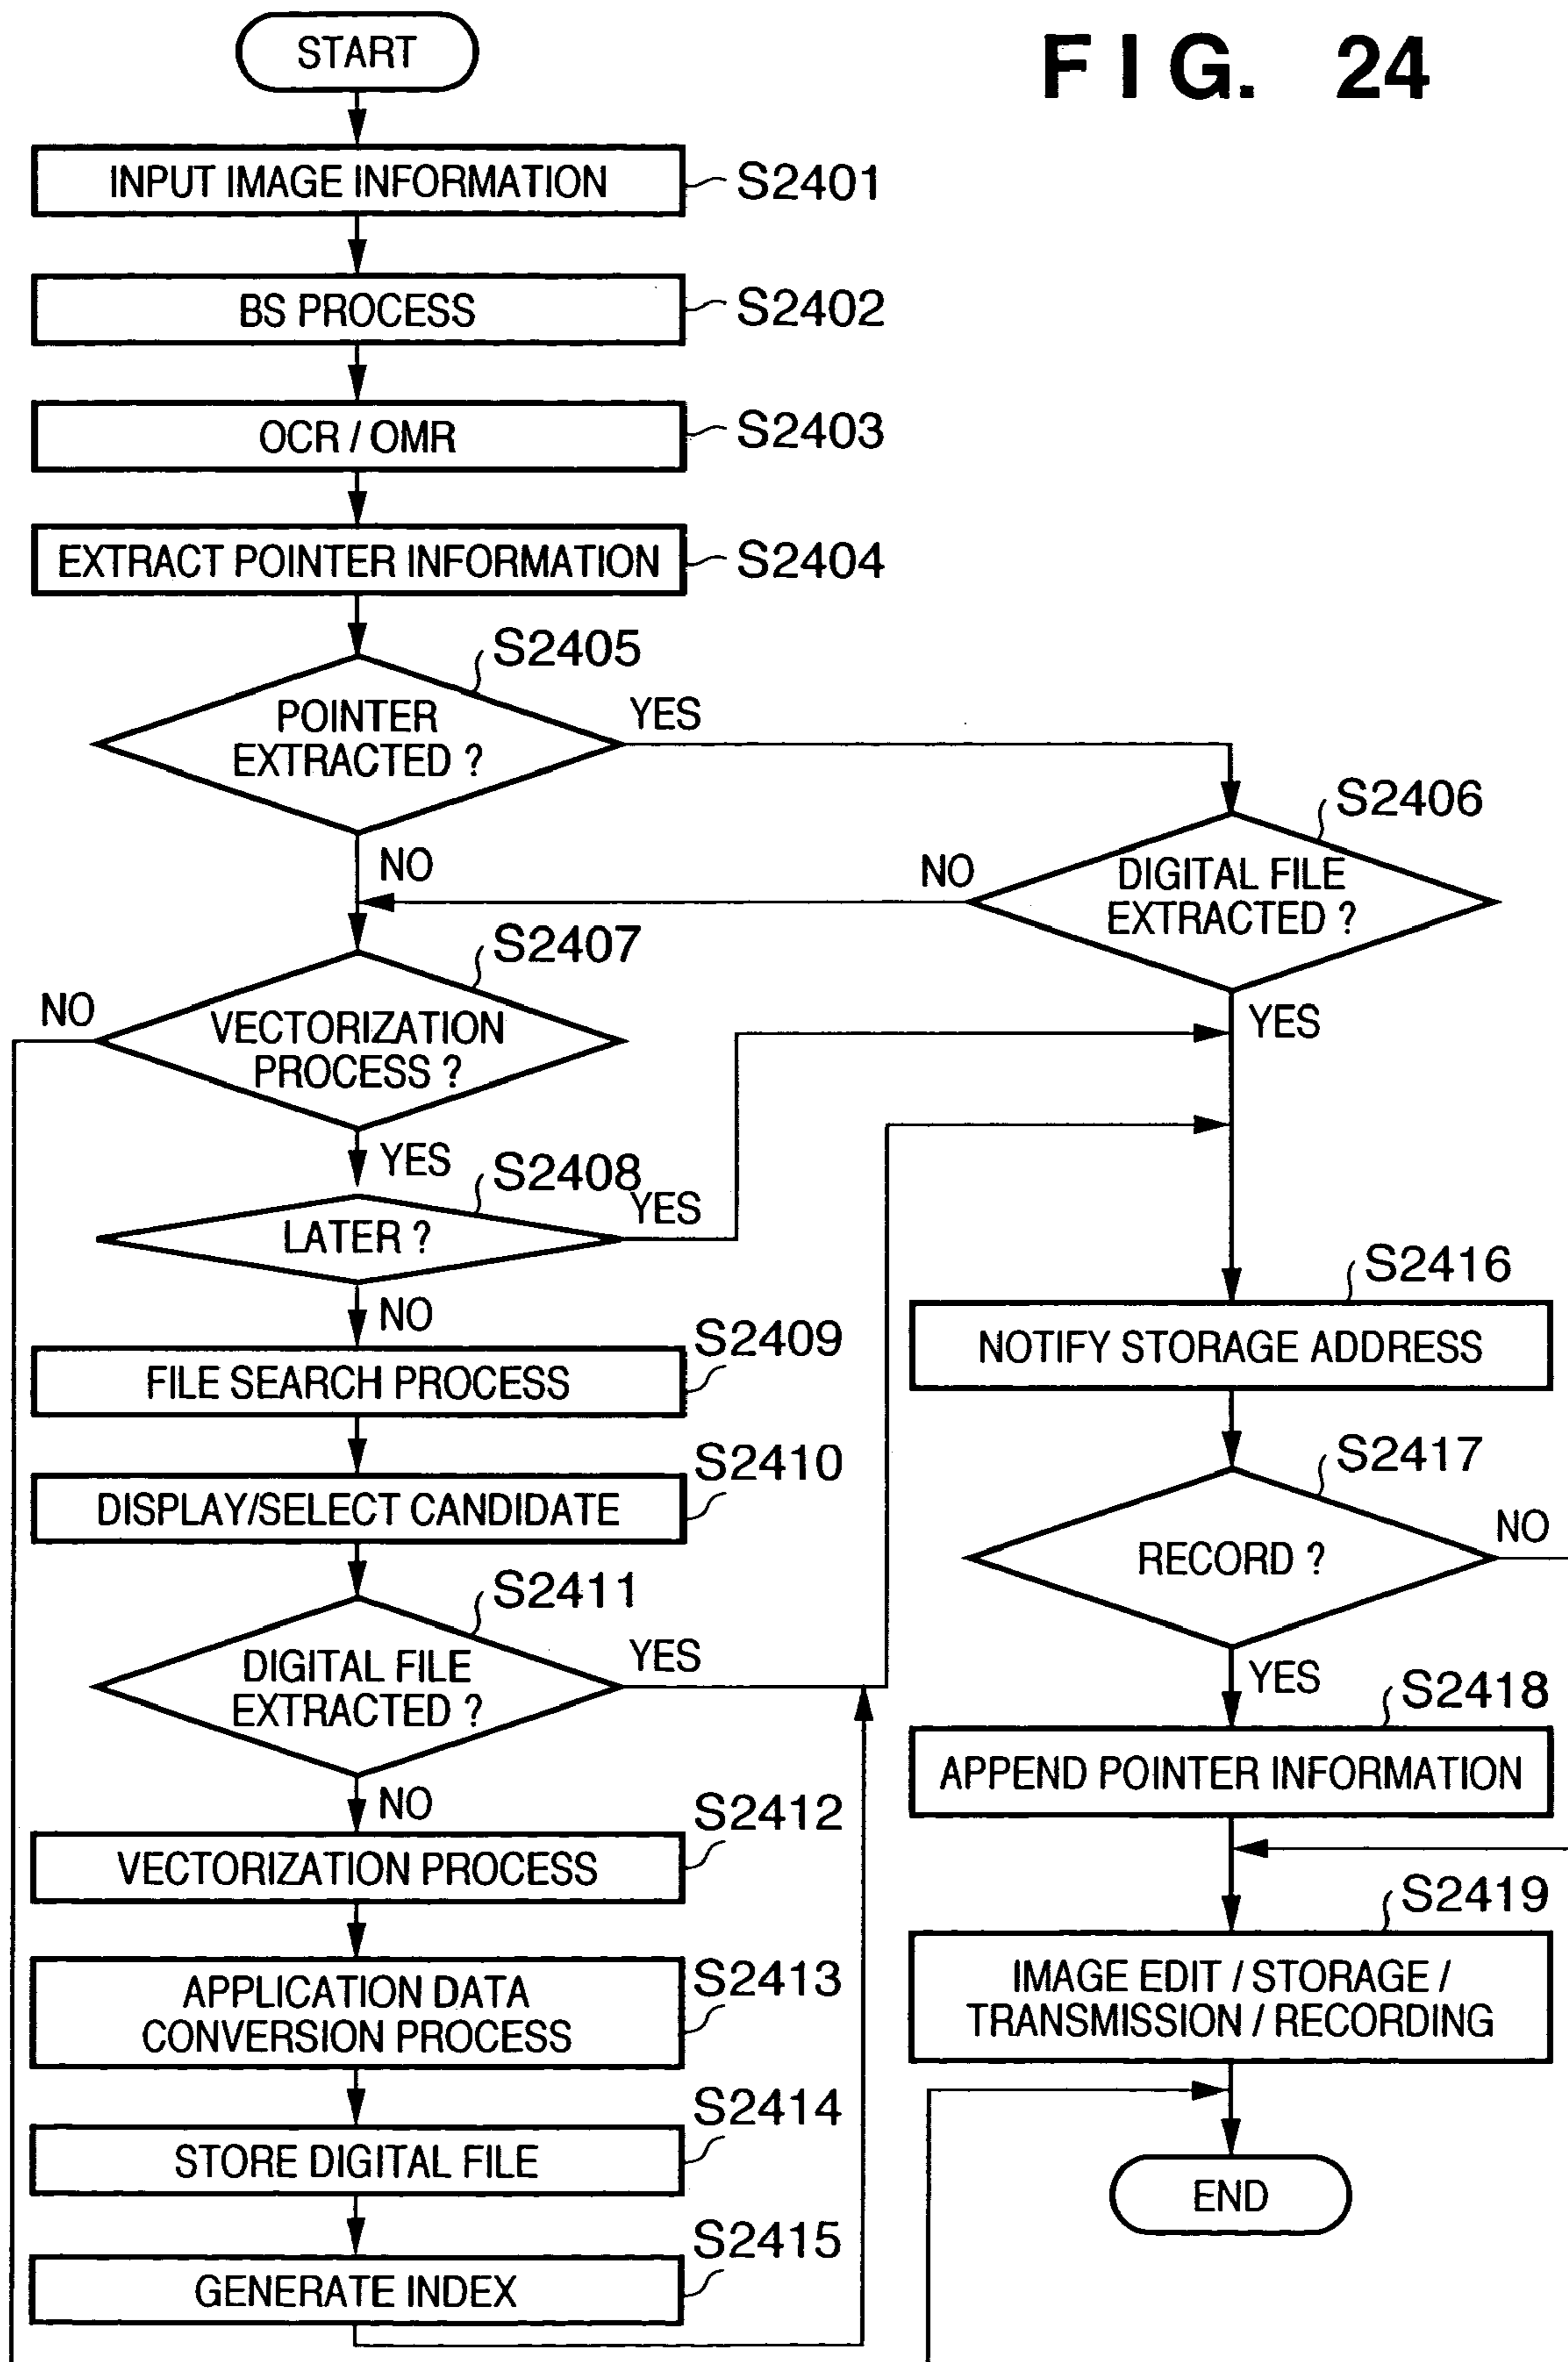 FIG. 24
START
INPUT IMAGE INFORMATION
S2401
BS PROCESS
S2402
OCR / OMR
S2403
EXTRACT POINTER INFORMATION
S2404
S2405
POINTER
EXTRACTED ?
YES
NO
S2406
DIGITAL FILE
EXTRACTED ?
NO
YES
S2407
VECTORIZATION
PROCESS ?
NO
YES
S2408
LATER ?
YES
NO
S2409
FILE SEARCH PROCESS
S2410
DISPLAY/SELECT CANDIDATE
S2411
DIGITAL FILE
EXTRACTED ?
YES
NO
S2412
VECTORIZATION PROCESS
S2413
APPLICATION DATA
CONVERSION PROCESS
S2414
STORE DIGITAL FILE
S2415
GENERATE INDEX
S2416
NOTIFY STORAGE ADDRESS
S2417
RECORD ?
NO
YES
S2418
APPEND POINTER INFORMATION
S2419
IMAGE EDIT / STORAGE /
TRANSMISSION / RECORDING
END